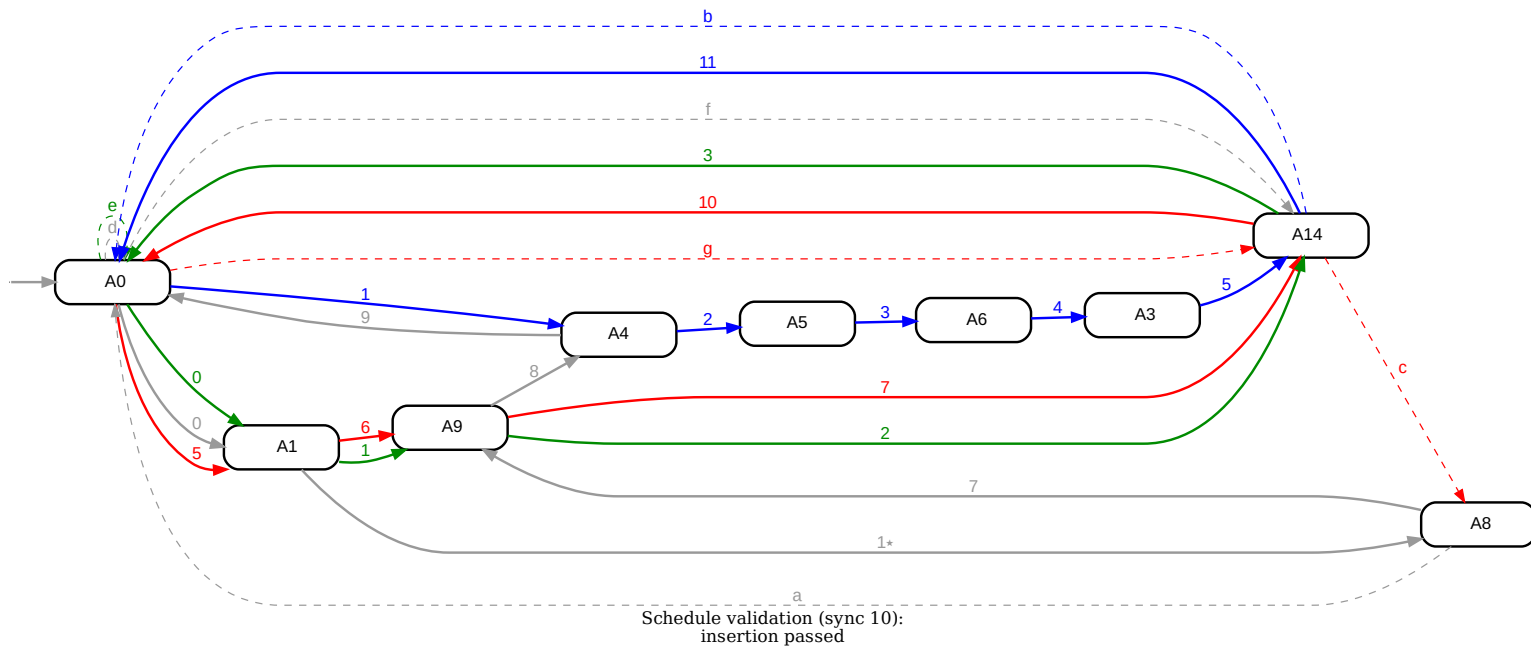 b
11
f
3
10
g
e
d
A0
A14
1
9
A4
2
A5
3
A6
4
A3
5
0
0
5
A1
6
1
A9
8
7
2
c
7
1⋆
A8
a
Schedule validation (sync 10):
insertion passed